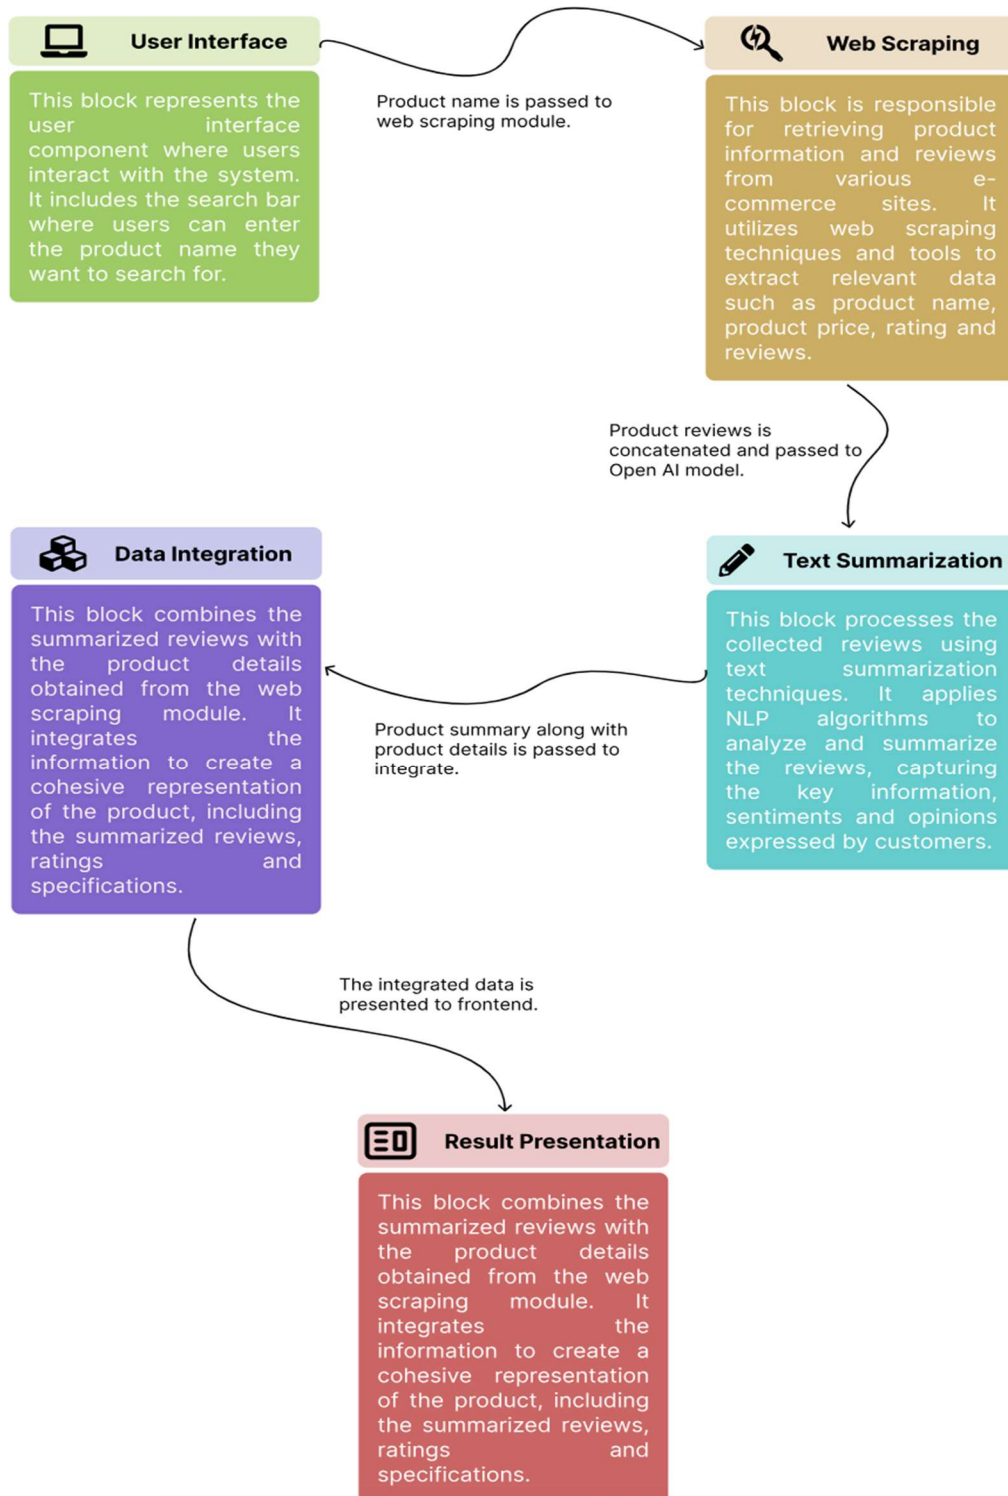 User Interface
This block represents the
user interface
component where users
interact with the system.
It includes the search bar
where users can enter
the product name they
want to search for.
Product name is passed to
web scraping module.
Web Scraping
This block is responsible
for retrieving product
information and reviews
from various e-
commerce sites. It
utilizes web scraping
techniques and tools to
extract relevant data
such as product name,
product price, rating and
reviews.
Product reviews is
concatenated and passed to
Open AI model.
Text Summarization
This block processes the
collected reviews using
text summarization
techniques. It applies
NLP algorithms to
analyze and summarize
the reviews, capturing
the key information,
sentiments and opinions
expressed by customers.
Product summary along with
product details is passed to
integrate.
Data Integration
This block combines the
summarized reviews with
the product details
obtained from the web
scraping module. It
integrates the
information to create a
cohesive representation
of the product, including
the summarized reviews,
ratings and
specifications.
The integrated data is
presented to frontend.
Result Presentation
This block combines the
summarized reviews with
the product details
obtained from the web
scraping module. It
integrates the
information to create a
cohesive representation
of the product, including
the summarized reviews,
ratings and
specifications.